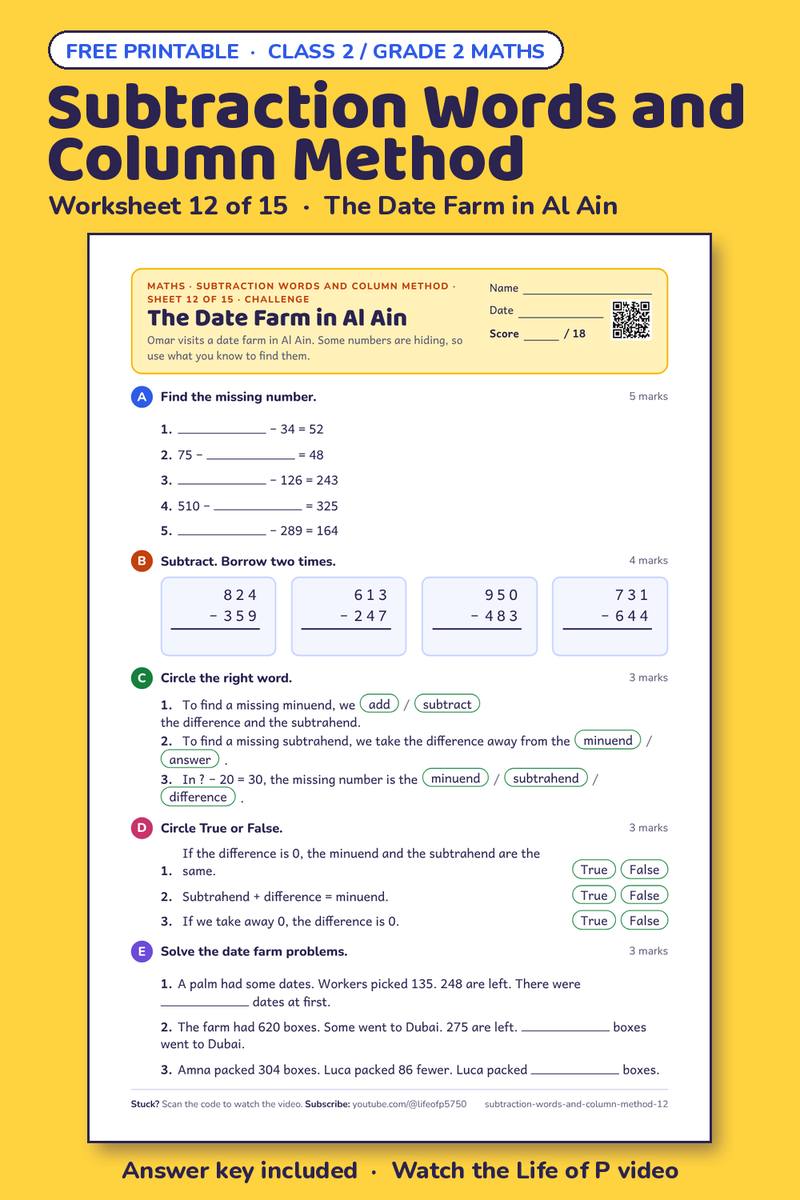 FREE PRINTABLE · CLASS 2 / GRADE 2 MATHS
Subtraction Words and
Column Method
Worksheet 12 of 15 · The Date Farm in Al Ain
MATHS · SUBTRACTION WORDS AND COLUMN METHOD ·
SHEET 12 OF 15 · CHALLENGE
The Date Farm in Al Ain
Omar visits a date farm in Al Ain. Some numbers are hiding, so
use what you know to find them.
Name ____________
Date ____________
Score _____ / 18
A Find the missing number. 5 marks
1. ____________ − 34 = 52
2. 75 − ____________ = 48
3. ____________ − 126 = 243
4. 510 − ____________ = 325
5. ____________ − 289 = 164
B Subtract. Borrow two times. 4 marks
824 613 950 731
− 359 − 247 − 483 − 644
C Circle the right word. 3 marks
1. To find a missing minuend, we add / subtract
the difference and the subtrahend.
2. To find a missing subtrahend, we take the difference away from the minuend /
answer .
3. In ? − 20 = 30, the missing number is the minuend / subtrahend /
difference .
D Circle True or False. 3 marks
If the difference is 0, the minuend and the subtrahend are the
1. same. True False
2. Subtrahend + difference = minuend. True False
3. If we take away 0, the difference is 0. True False
E Solve the date farm problems. 3 marks
1. A palm had some dates. Workers picked 135. 248 are left. There were
____________ dates at first.
2. The farm had 620 boxes. Some went to Dubai. 275 are left. ____________ boxes
went to Dubai.
3. Amna packed 304 boxes. Luca packed 86 fewer. Luca packed ____________ boxes.
Stuck? Scan the code to watch the video. Subscribe: youtube.com/@lifeofp5750 subtraction-words-and-column-method-12
Answer key included · Watch the Life of P video